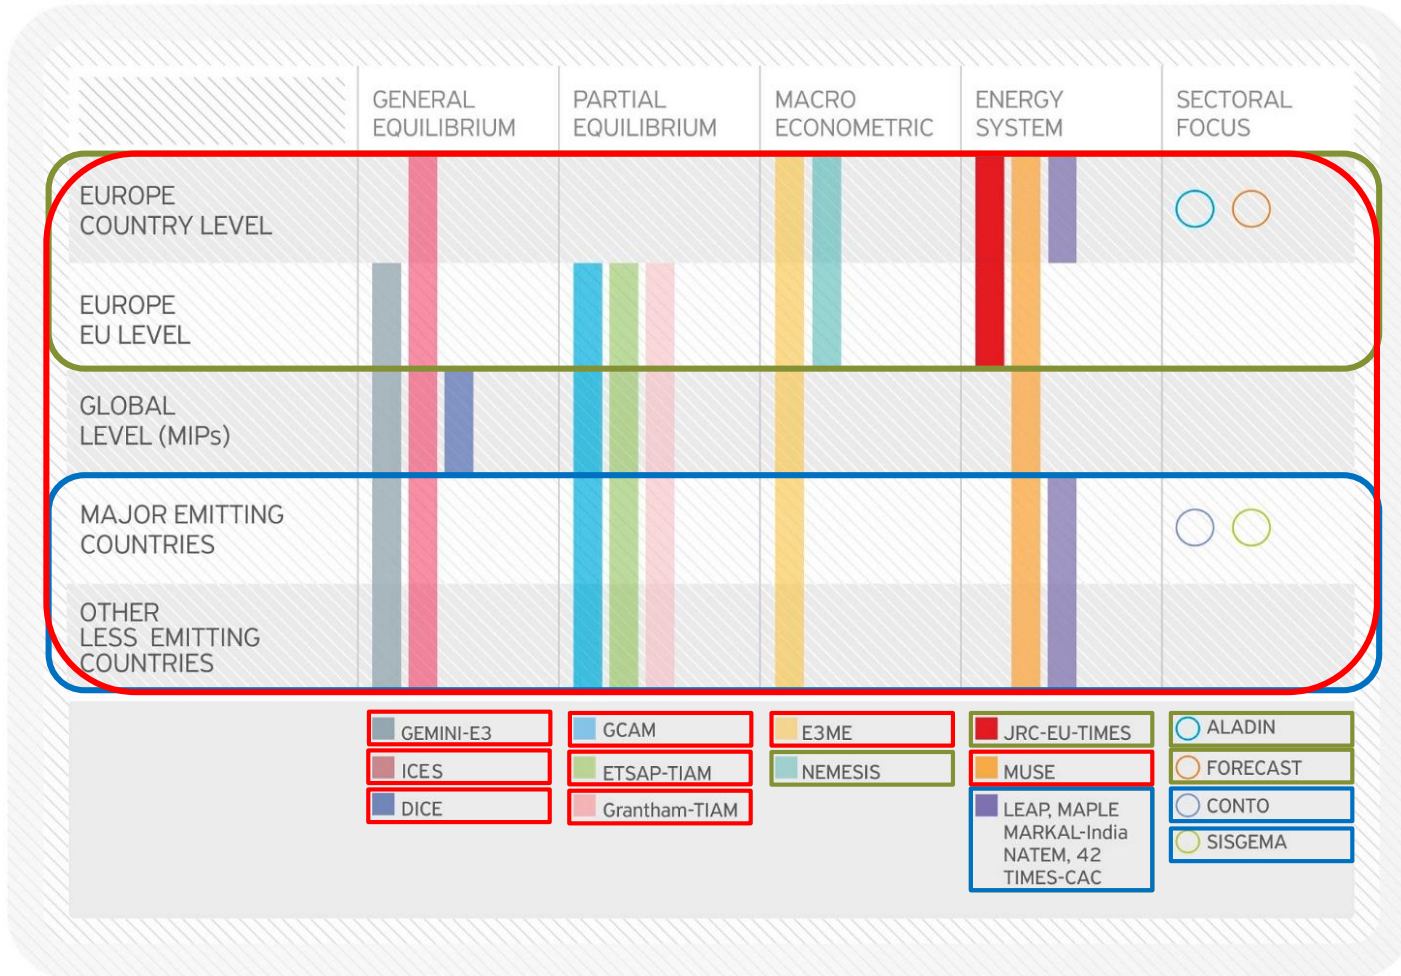 GENERAL
EQUILIBRIUM
PARTIAL
EQUILIBRIUM
MACRO
ECONOMETRIC
ENERGY
SYSTEM
SECTORAL
FOCUS
EUROPE
COUNTRY LEVEL
EUROPE
EU LEVEL
GLOBAL
LEVEL (MIPs)
MAJOR EMITTING
COUNTRIES
OTHER
LESS EMITTING
COUNTRIES
GEMINI-E3
ICES
DICE
GCAM
ETSAP-TIAM
Grantham-TIAM
E3ME
NEMESIS
JRC-EU-TIMES
MUSE
LEAP, MAPLE
MARKAL-India
NATEM, 42
TIMES-CAC
ALADIN
FORECAST
CONTO
SISGEMA